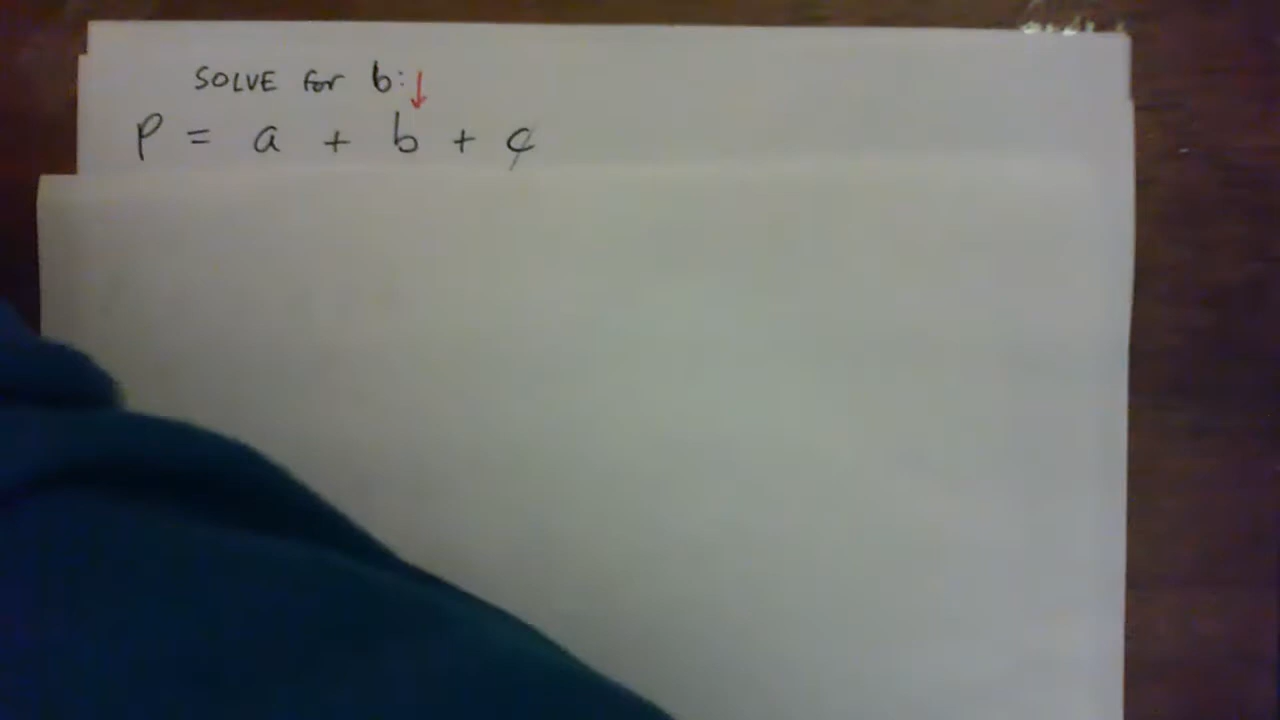 SOLVE for b:↓
P = a + b + c